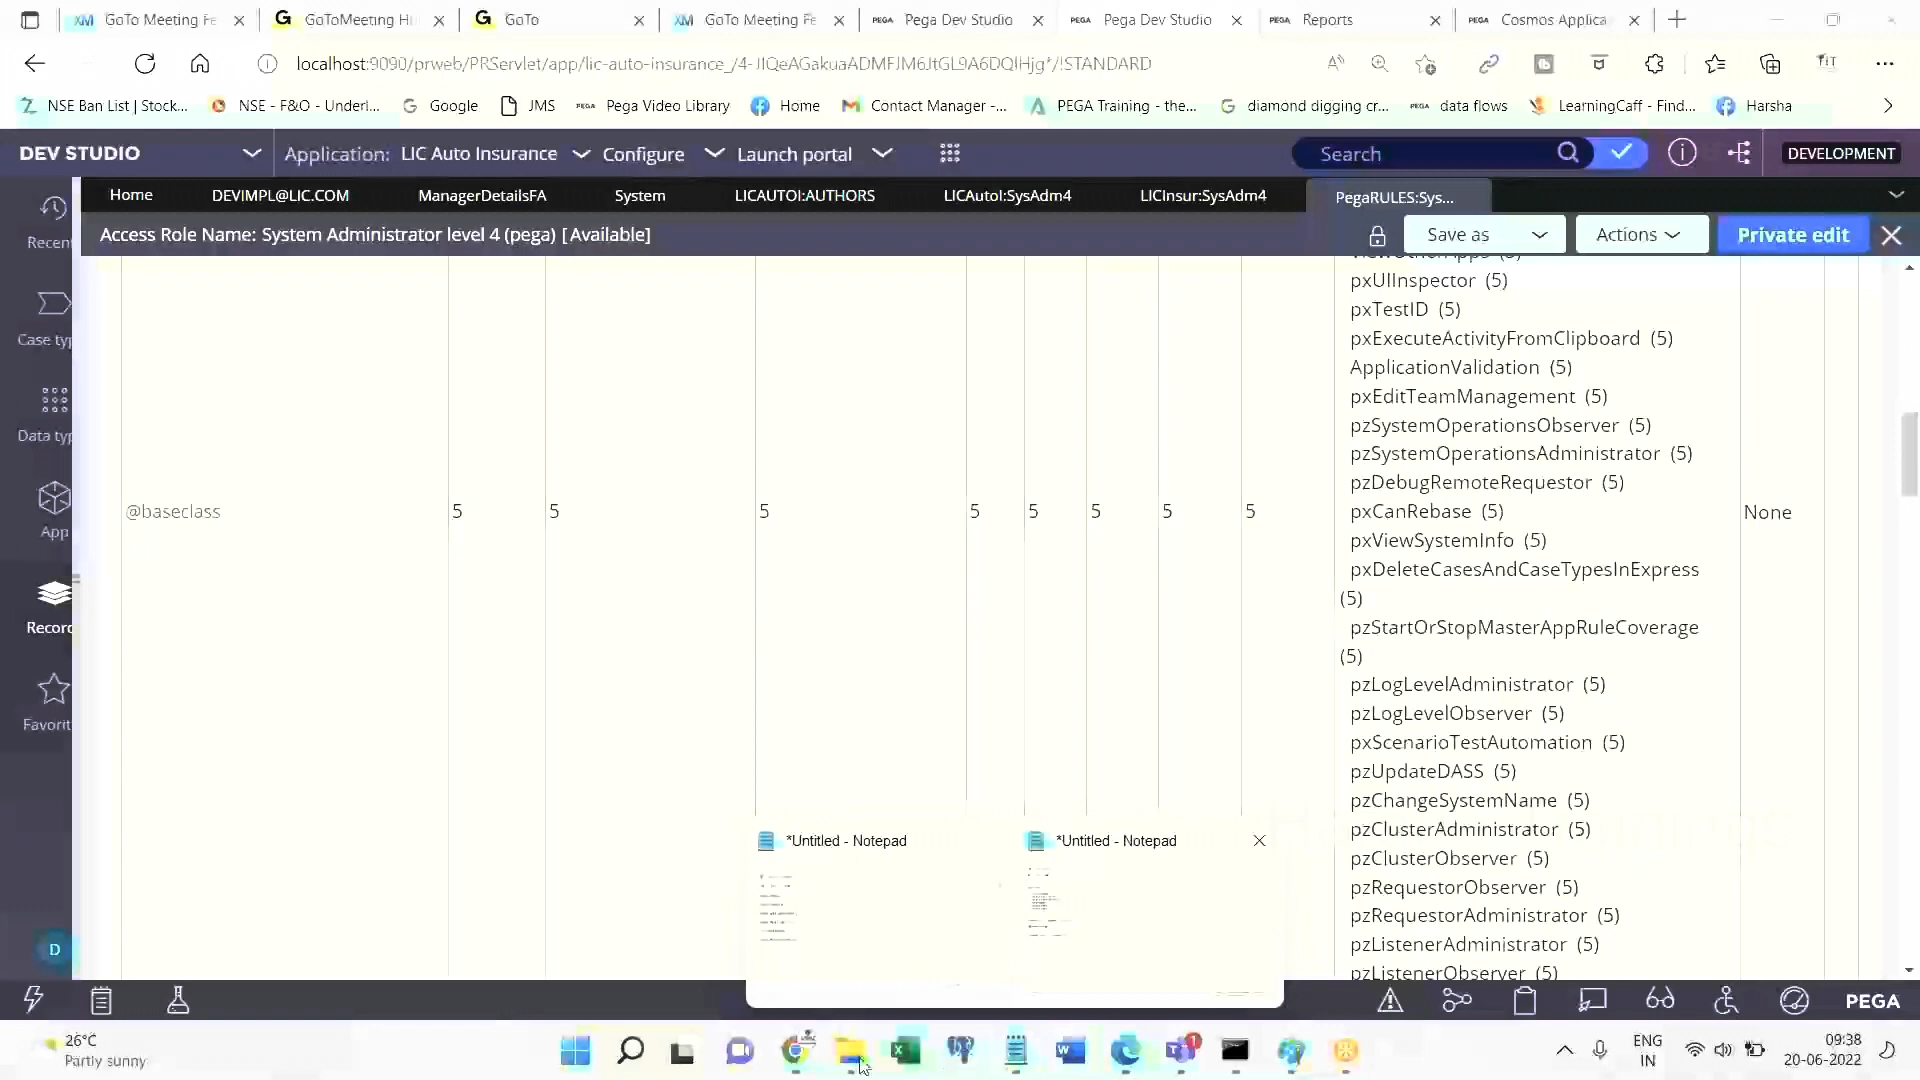 GoTo Meeting Fe
GoToMeeting Hi
GoTo
GoTo Meeting Fe
Pega Dev Studio
Pega Dev Studio
Reports
Cosmos Applica
localhost:9090/prweb/PRServlet/app/lic-auto-insurance_/4-JIQeAGakuaADMFJM6JtGL9A6DQIHjg*/!STANDARD
NSE Ban List | Stock...
NSE - F&O - Underl...
Google
JMS
Pega Video Library
Home
Contact Manager -...
PEGA Training - the...
diamond digging cr...
data flows
LearningCaff - Find...
Harsha
DEV STUDIO
Application: LIC Auto Insurance
Configure
Launch portal
Search
DEVELOPMENT
Home
DEVIMPL@LIC.COM
ManagerDetailsFA
System
LICAUTOI:AUTHORS
LICAutoI:SysAdm4
LICInsur:SysAdm4
PegaRULES:Sys...
Access Role Name: System Administrator level 4 (pega) [Available]
Save as
Actions
Private edit
Recent
Case typ
Data typ
App
Record
Favorit
D
pxUIInspector (5)
pxTestID (5)
pxExecuteActivityFromClipboard (5)
ApplicationValidation (5)
pxEditTeamManagement (5)
pzSystemOperationsObserver (5)
pzSystemOperationsAdministrator (5)
pzDebugRemoteRequestor (5)
@baseclass 5 5 5 5 5 5 5 5 pxCanRebase (5) None
pxViewSystemInfo (5)
pxDeleteCasesAndCaseTypesInExpress
(5)
pzStartOrStopMasterAppRuleCoverage
(5)
pzLogLevelAdministrator (5)
pzLogLevelObserver (5)
pxScenarioTestAutomation (5)
pzUpdateDASS (5)
pzChangeSystemName (5)
pzClusterAdministrator (5)
pzClusterObserver (5)
pzRequestorObserver (5)
pzRequestorAdministrator (5)
pzListenerAdministrator (5)
pzListenerObserver (5)
*Untitled - Notepad
*Untitled - Notepad
PEGA
26°C
Partly sunny
ENG
IN
09:38
20-06-2022